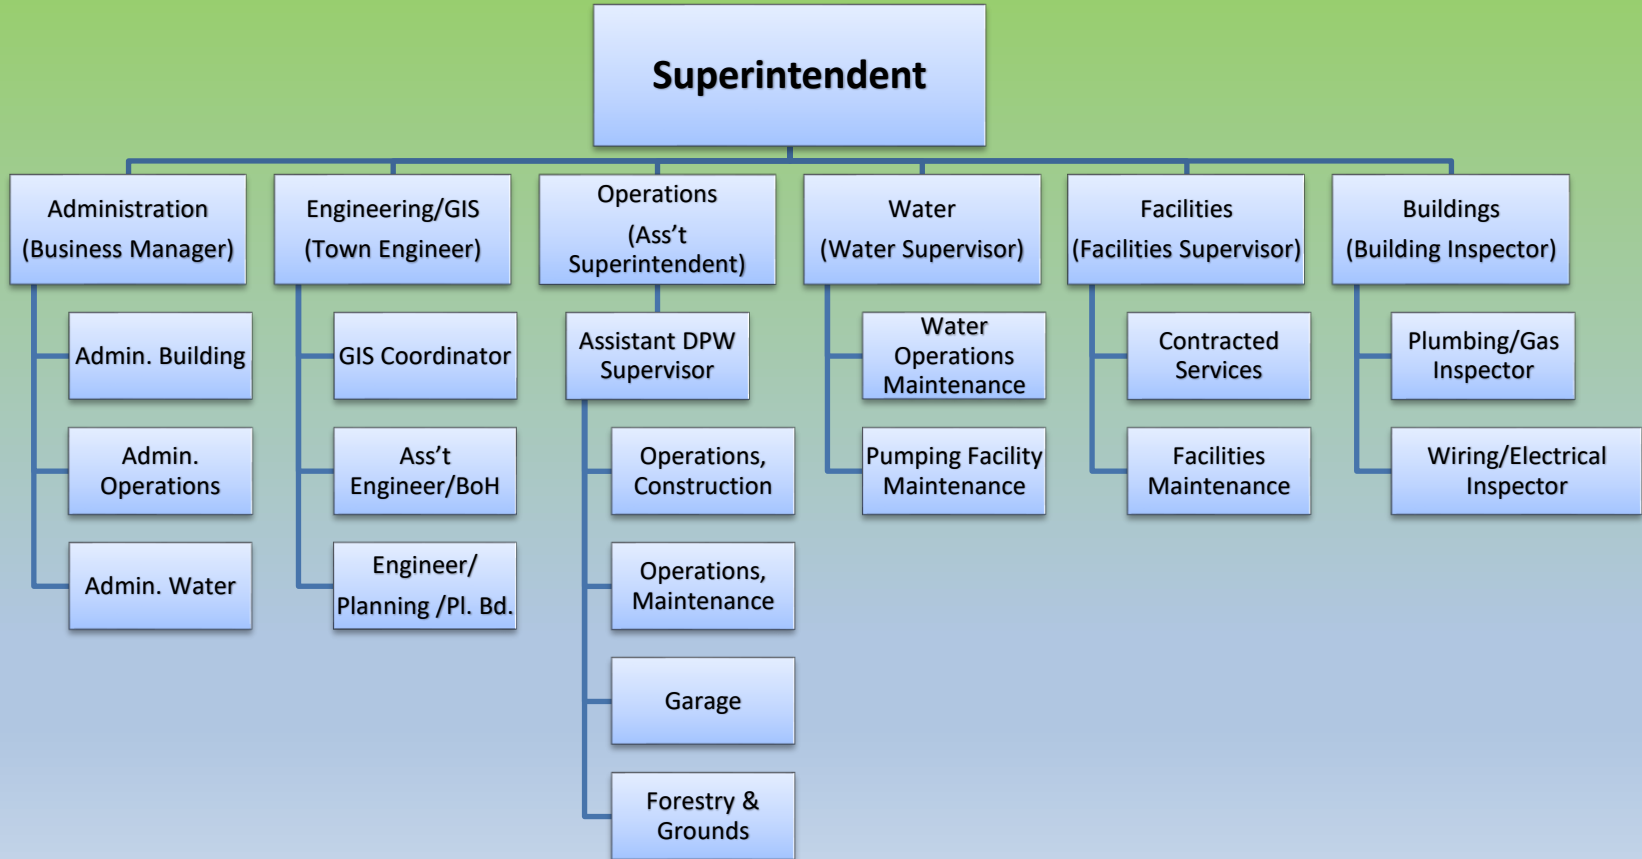 Superintendent
Administration
(Business Manager)
Engineering/GIS
(Town Engineer)
Operations
(Ass’t
Superintendent)
Water
(Water Supervisor)
Facilities
(Facilities Supervisor)
Buildings
(Building Inspector)
Admin. Building
Admin.
Operations
Admin. Water
GIS Coordinator
Ass’t
Engineer/BoH
Engineer/
Planning /Pl. Bd.
Assistant DPW
Supervisor
Operations,
Construction
Operations,
Maintenance
Garage
Forestry &
Grounds
Water
Operations
Maintenance
Pumping Facility
Maintenance
Contracted
Services
Facilities
Maintenance
Plumbing/Gas
Inspector
Wiring/Electrical
Inspector